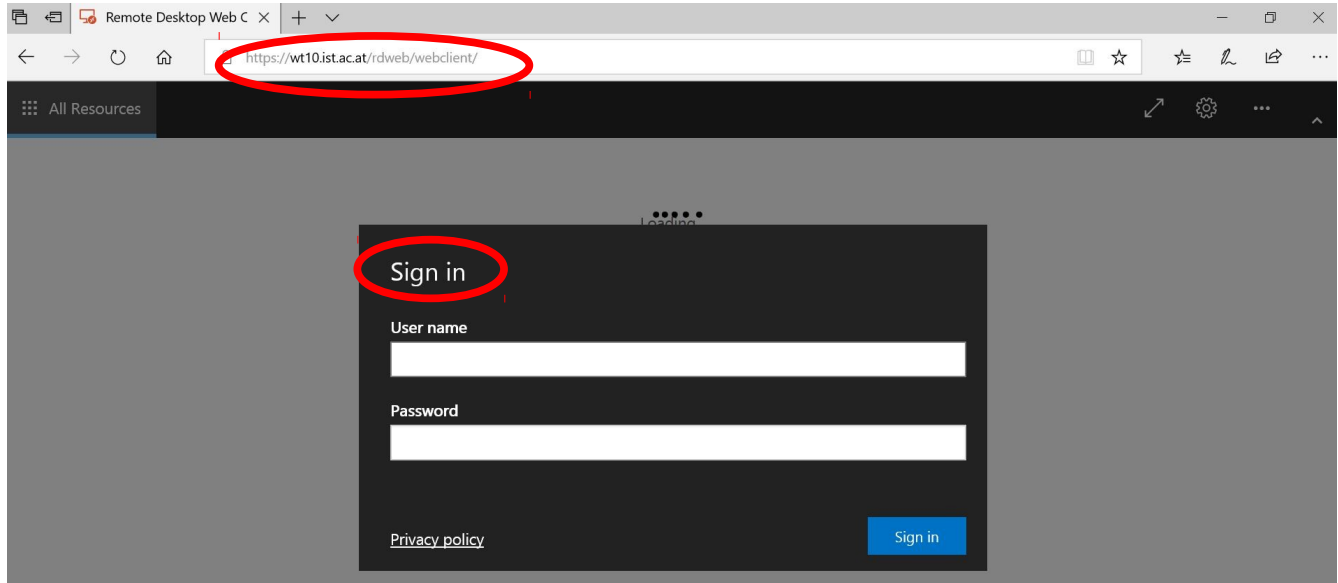 Remote Desktop Web C
https://wt10.ist.ac.at/rdweb/webclient/
All Resources
Loading
Sign in
User name
Password
Privacy policy
Sign in